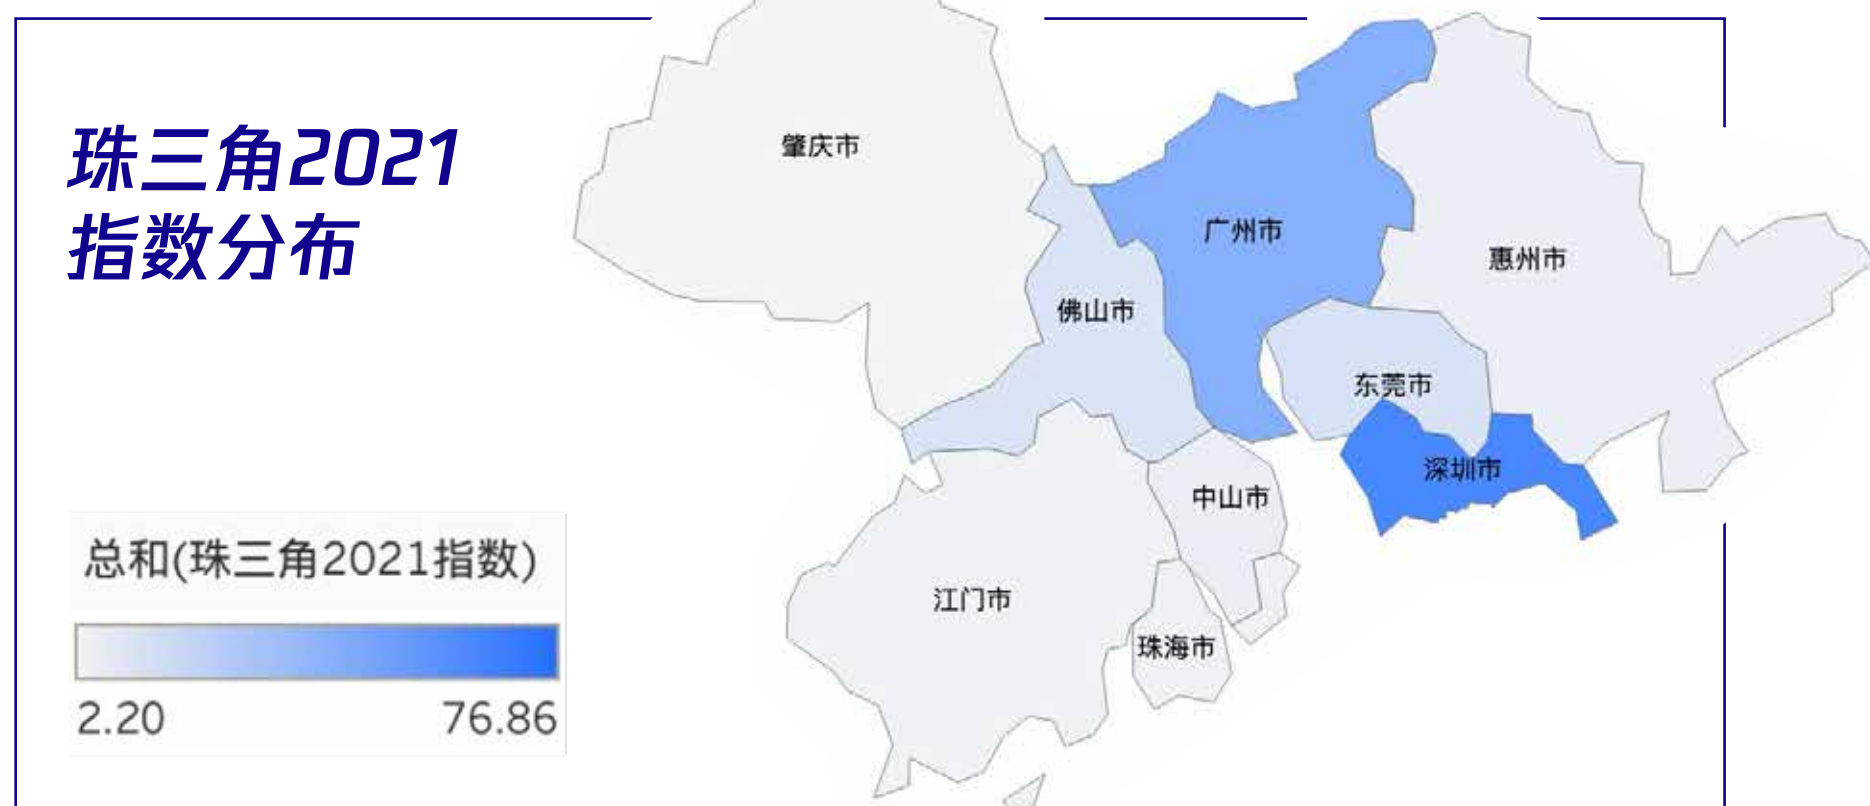 珠三角2021
指数分布
肇庆市
广州市
惠州市
佛山市
东莞市
深圳市
中山市
江门市
珠海市
总和(珠三角2021指数)
2.20 76.86